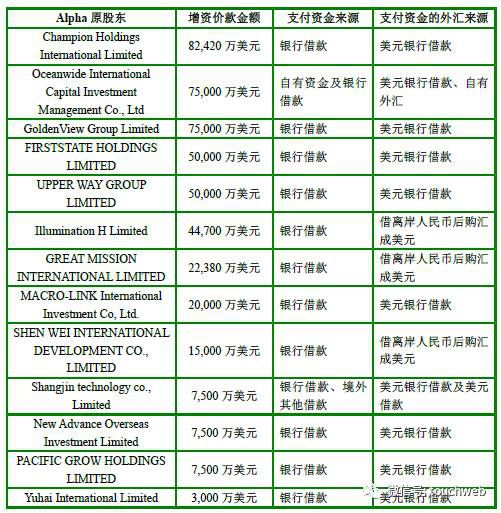 Alpha 原股东 增资价款金额 支付资金来源 支付资金的外汇来源
Champion Holdings
International Limited
82,420 万美元 银行借款 美元银行借款
Oceanwide International
Capital Investment
Management Co., Ltd
75,000 万美元
自有资金及银行
借款
美元银行借款、自有
外汇
GoldenView Group Limited 75,000 万美元 银行借款 美元银行借款
FIRSTSTATE HOLDINGS
LIMITED
50,000 万美元 银行借款 美元银行借款
UPPER WAY GROUP
LIMITED
50,000 万美元 银行借款 美元银行借款
Illumination H Limited 44,700 万美元 银行借款
借离岸人民币后购汇
成美元
GREAT MISSION
INTERNATIONAL LIMITED
22,380 万美元 银行借款
借离岸人民币后购汇
成美元
MACRO-LINK International
Investment Co, Ltd.
20,000 万美元 银行借款 美元银行借款
SHEN WEI INTERNATIONAL
DEVELOPMENT CO.,
LIMITED
15,000 万美元 银行借款
借离岸人民币后购汇
成美元
Shangjin technology co.,
Limited
7,500 万美元
银行借款、境外
其他借款
美元银行借款及美元
借款
New Advance Overseas
Investment Limited
7,500 万美元 银行借款 美元银行借款
PACIFIC GROW HOLDINGS
LIMITED
7,500 万美元 银行借款 美元银行借款
Yuhai International Limited 3,000 万美元 银行借款 美元银行借款
微信号: touchweb